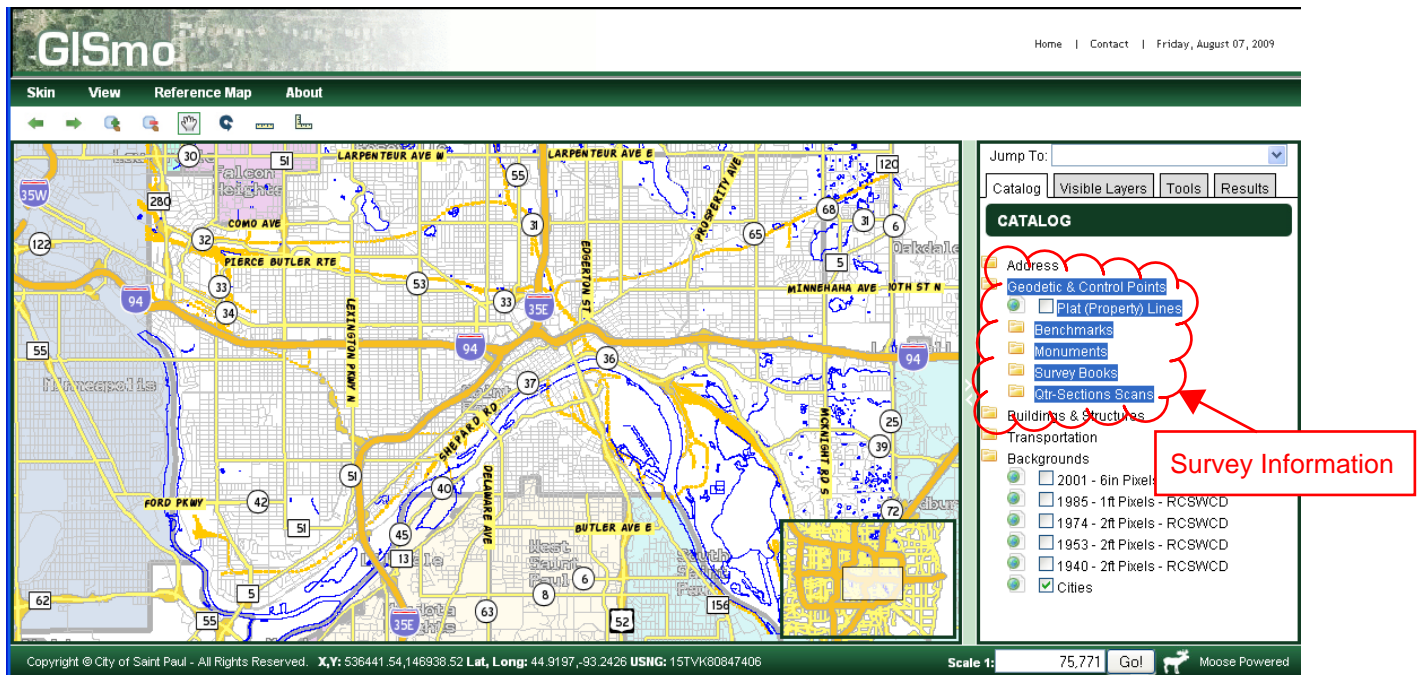 GISmo
Home | Contact | Friday, August 07, 2009
Skin View Reference Map About
Jump To:
Catalog Visible Layers Tools Results
CATALOG
Address
Geodetic & Control Points
Plat (Property) Lines
Benchmarks
Monuments
Survey Books
Qtr-Sections Scans
Buildings & Structures
Transportation
Backgrounds
2001 - 6in Pixels
1985 - 1ft Pixels - RCSWCD
1974 - 2ft Pixels - RCSWCD
1953 - 2ft Pixels - RCSWCD
1940 - 2ft Pixels - RCSWCD
Cities
Survey Information
30
51
LARPENTEUR AVE W
LARPENTEUR AVE E
120
35W
Falcon
Heights
55
280
COMO AVE
31
PROSPERITY AVE
68
31
6
122
32
65
Oakdale
PIERCE BUTLER RTE
EDGERTON ST
5
53
33
MINNEHAHA AVE
10TH ST N
94
34
LEXINGTON PKWY N
33
35E
55
94
36
94
Minneapolis
37
Saint
SHEPARD RD
MCKNIGHT RD S
25
39
51
DELAWARE AVE
40
FORD PKWY
42
72
51
45
BUTLER AVE E
13
West
Saint
Paul
South
6
8
5
62
55
35E
63
52
156
Copyright © City of Saint Paul - All Rights Reserved. X,Y: 536441.54,146938.52 Lat, Long: 44.9197,-93.2426 USNG: 15TVK80847406
Scale 1: 75,771 Go! Moose Powered